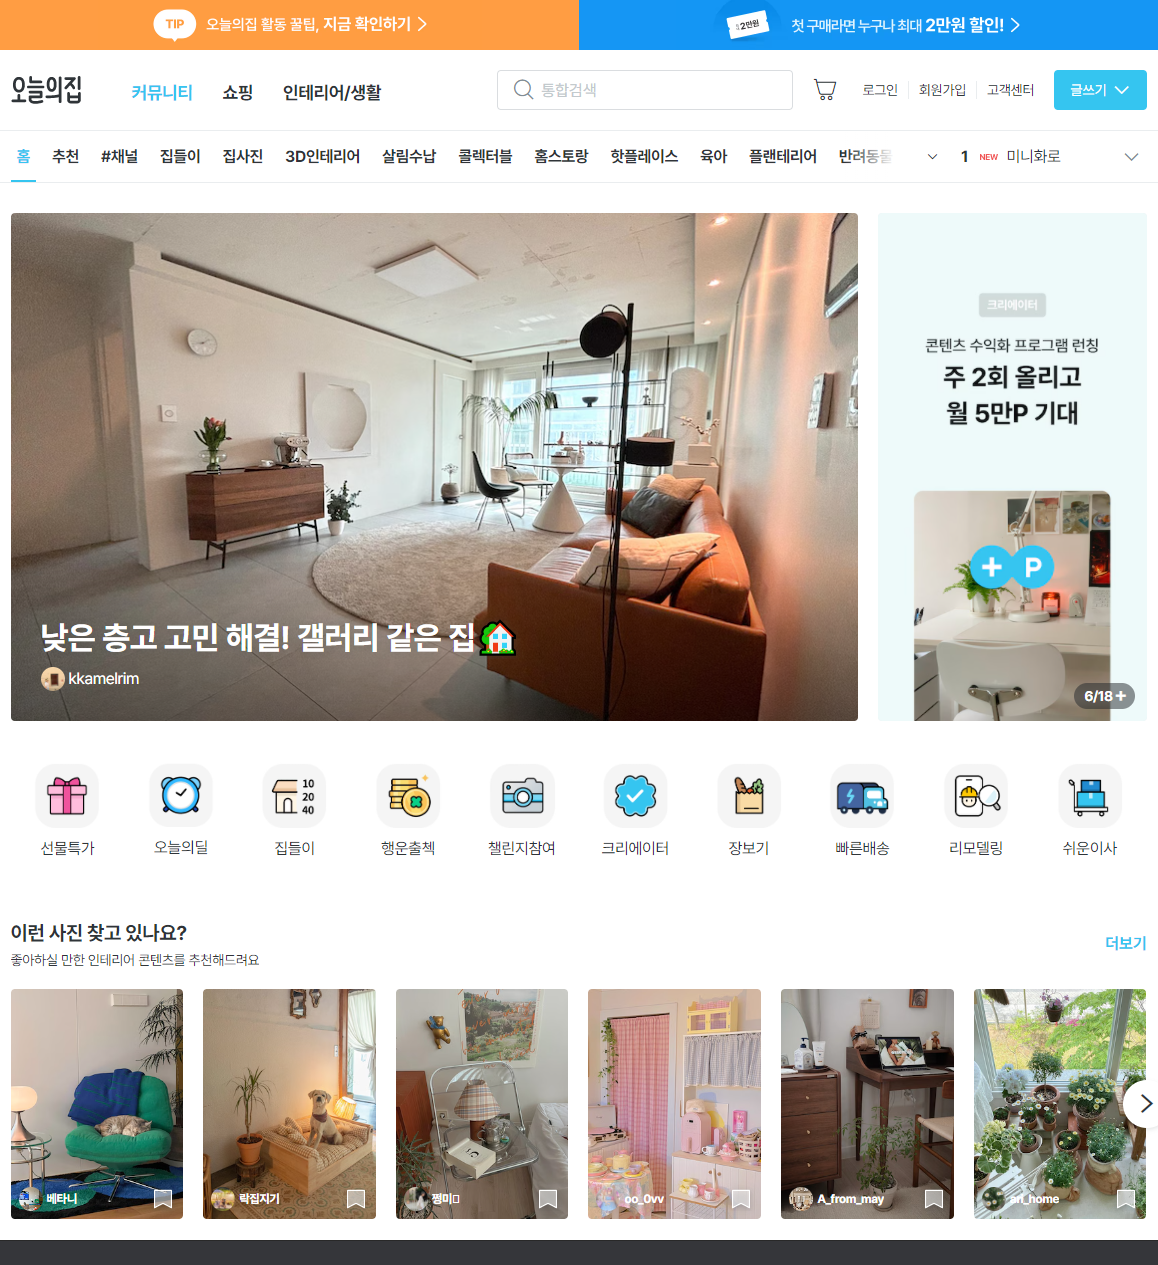 TIP 오늘의집 활동 꿀팁, 지금 확인하기
2만원 첫 구매라면 누구나 최대 2만원 할인!
오늘의집 커뮤니티 쇼핑 인테리어/생활 통합검색 로그인 회원가입 고객센터 글쓰기
홈 추천 #채널 집들이 집사진 3D인테리어 살림수납 콜렉터블 홈스토랑 핫플레이스 육아 플랜테리어 반려동물 1 NEW 미니화로
낮은 층고 고민 해결! 갤러리 같은 집
kkamelrim
크리에이터
콘텐츠 수익화 프로그램 런칭
주 2회 올리고
월 5만P 기대
+ P
6/18 +
10
20
40
선물특가 오늘의딜 집들이 행운출첵 챌린지참여 크리에이터 장보기 빠른배송 리모델링 쉬운이사
이런 사진 찾고 있나요?
좋아하실 만한 인테리어 콘텐츠를 추천해드려요
더보기
베타니 락집지기 쩡미 oo_0vv A_from_may ari_home